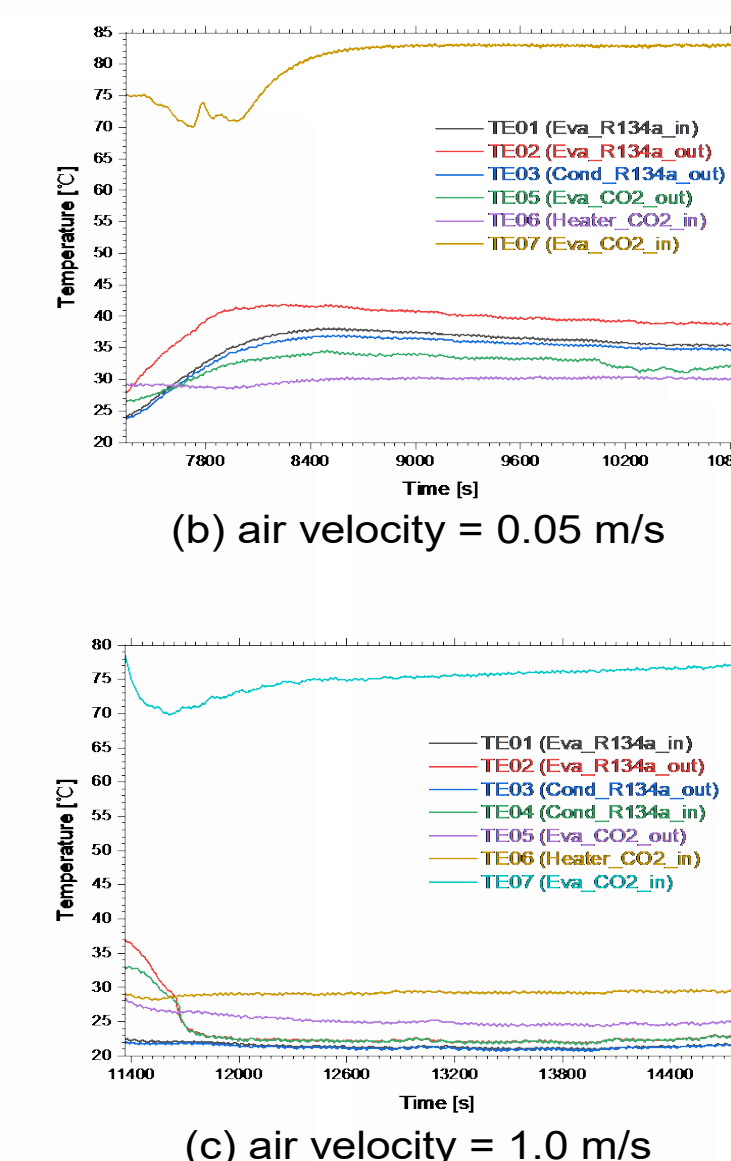 85
80
75
70
65
60
55
50
45
40
35
30
25
20
Temperature [℃]
TE01 (Eva_R134a_in)
TE02 (Eva_R134a_out)
TE03 (Cond_R134a_out)
TE05 (Eva_CO2_out)
TE06 (Heater_CO2_in)
TE07 (Eva_CO2_in)
7800 8400 9000 9600 10200 108
Time [s]
(b) air velocity = 0.05 m/s
80
75
70
65
60
55
50
45
40
35
30
25
20
Temperature [℃]
TE01 (Eva_R134a_in)
TE02 (Eva_R134a_out)
TE03 (Cond_R134a_out)
TE04 (Cond_R134a_in)
TE05 (Eva_CO2_out)
TE06 (Heater_CO2_in)
TE07 (Eva_CO2_in)
11400 12000 12600 13200 13800 14400
Time [s]
(c) air velocity = 1.0 m/s